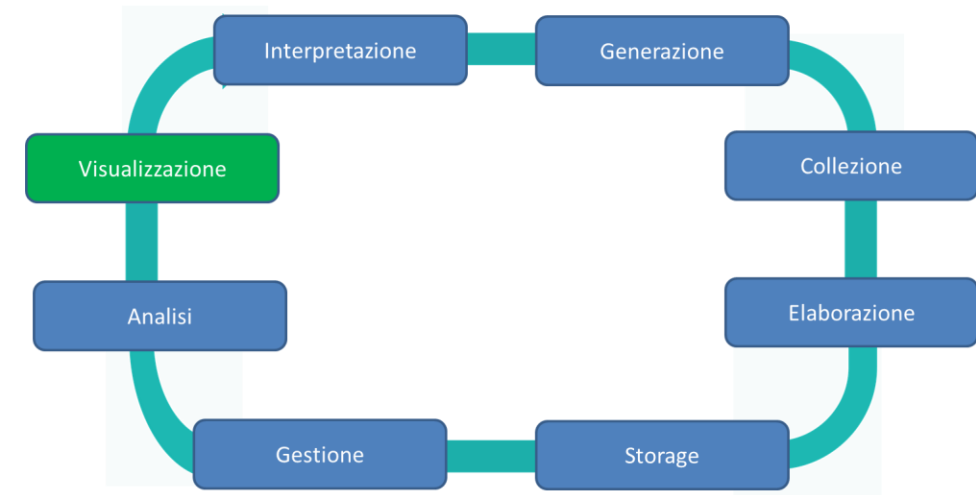 Interpretazione
Generazione
Visualizzazione
Collezione
Analisi
Elaborazione
Gestione
Storage